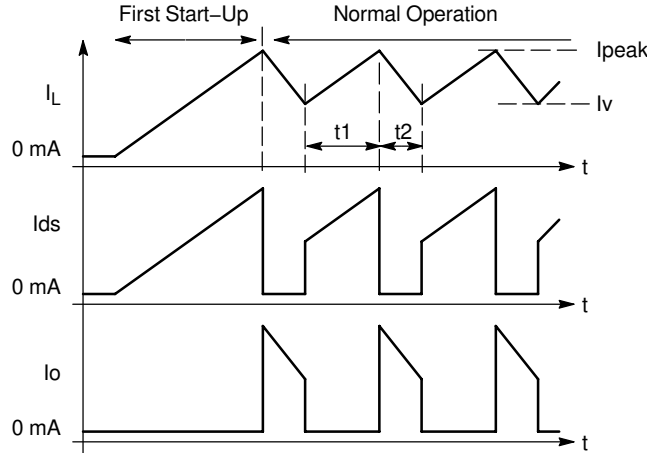 First Start–Up
Normal Operation
Ipeak
IL
Iv
t1
t2
0 mA
t
Ids
0 mA
t
Io
0 mA
t